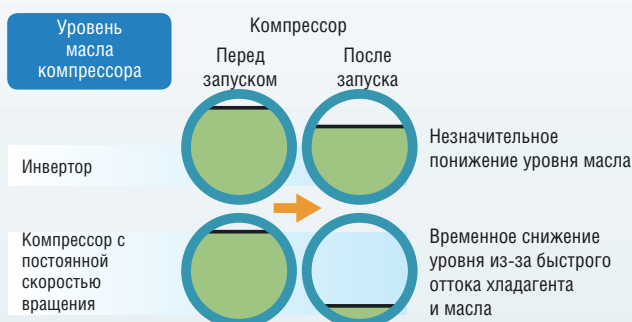 Уровень
масла
компрессора
Компрессор
Перед
запуском
После
запуска
Инвертор
Незначительное
понижение уровня масла
Компрессор с
постоянной
скоростью
вращения
Временное снижение
уровня из-за быстрого
оттока хладагента
и масла